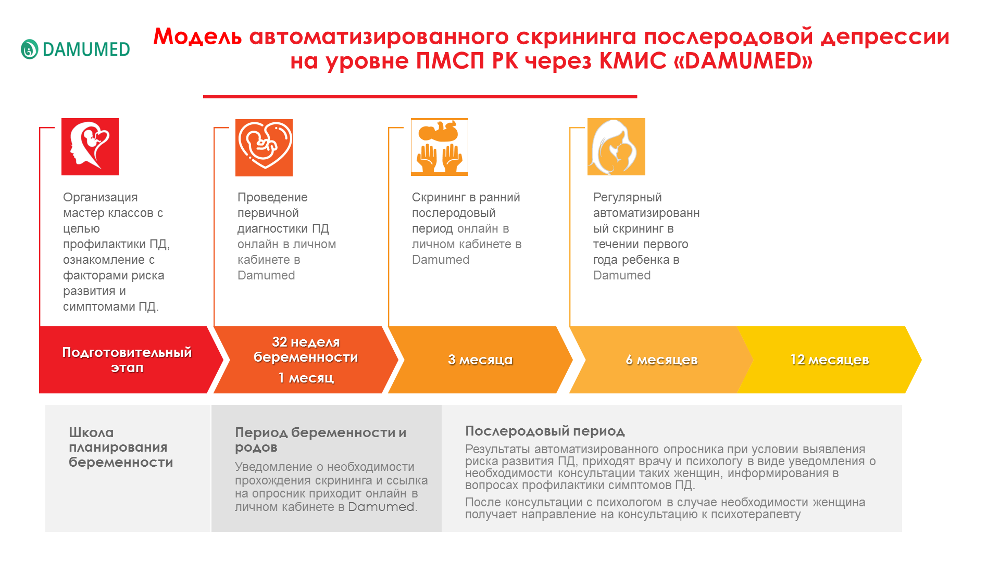 DAMUMED
Модель автоматизированного скрининга послеродовой депрессии
на уровне ПМСП РК через КМИС «DAMUMED»
Организация
мастер классов с
целью
профилактики ПД,
ознакомление с
факторами риска
развития и
симптомами ПД.
Проведение
первичной
диагностики ПД
онлайн в личном
кабинете в
Damumed
Скрининг в ранний
послеродовый
период онлайн в
личном кабинете в
Damumed
Регулярный
автоматизированн
ый скрининг в
течении первого
года ребенка в
Damumed
Подготовительный
этап
32 неделя
беременности
1 месяц
3 месяца
6 месяцев
12 месяцев
Школа
планирования
беременности
Период беременности и
родов
Уведомление о необходимости
прохождения скрининга и ссылка
на опросник приходит онлайн в
личном кабинете в Damumed.
Послеродовый период
Результаты автоматизированного опросника при условии выявления
риска развития ПД, приходят врачу и психологу в виде уведомления о
необходимости консультации таких женщин, информирования в
вопросах профилактики симптомов ПД.
После консультации с психологом в случае необходимости женщина
получает направление на консультацию к психотерапевту